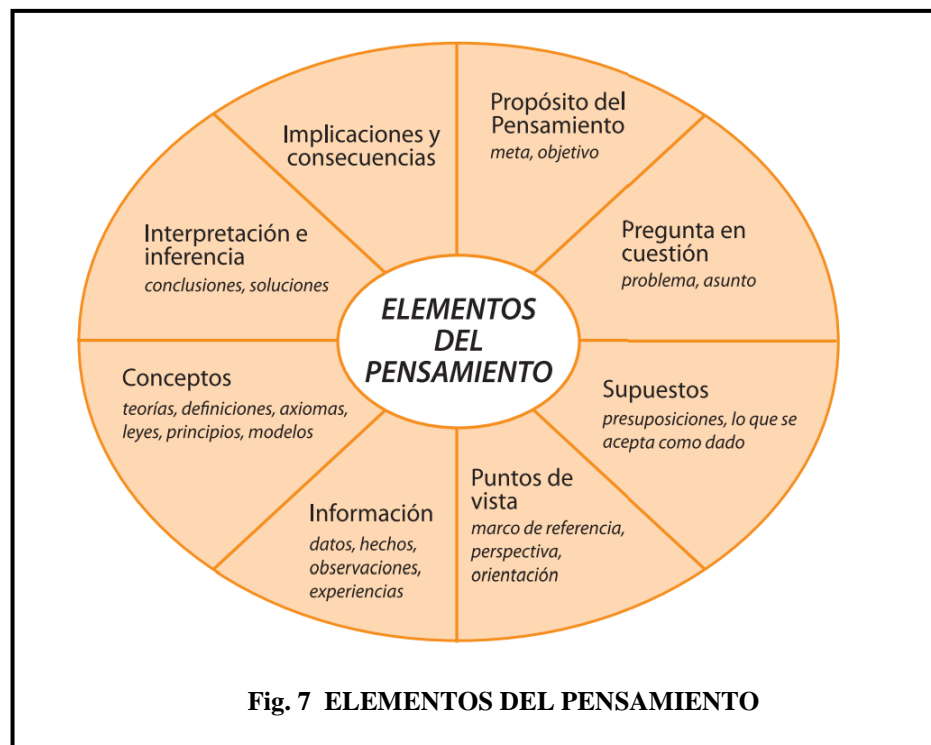 Propósito del
Pensamiento
meta, objetivo
Pregunta en
cuestión
problema, asunto
Supuestos
presuposiciones, lo que se
acepta como dado
Puntos de
vista
marco de referencia,
perspectiva,
orientación
Información
datos, hechos,
observaciones,
experiencias
Conceptos
teorías, definiciones, axiomas,
leyes, principios, modelos
Interpretación e
inferencia
conclusiones, soluciones
Implicaciones y
consecuencias
ELEMENTOS
DEL
PENSAMIENTO
Fig. 7 ELEMENTOS DEL PENSAMIENTO